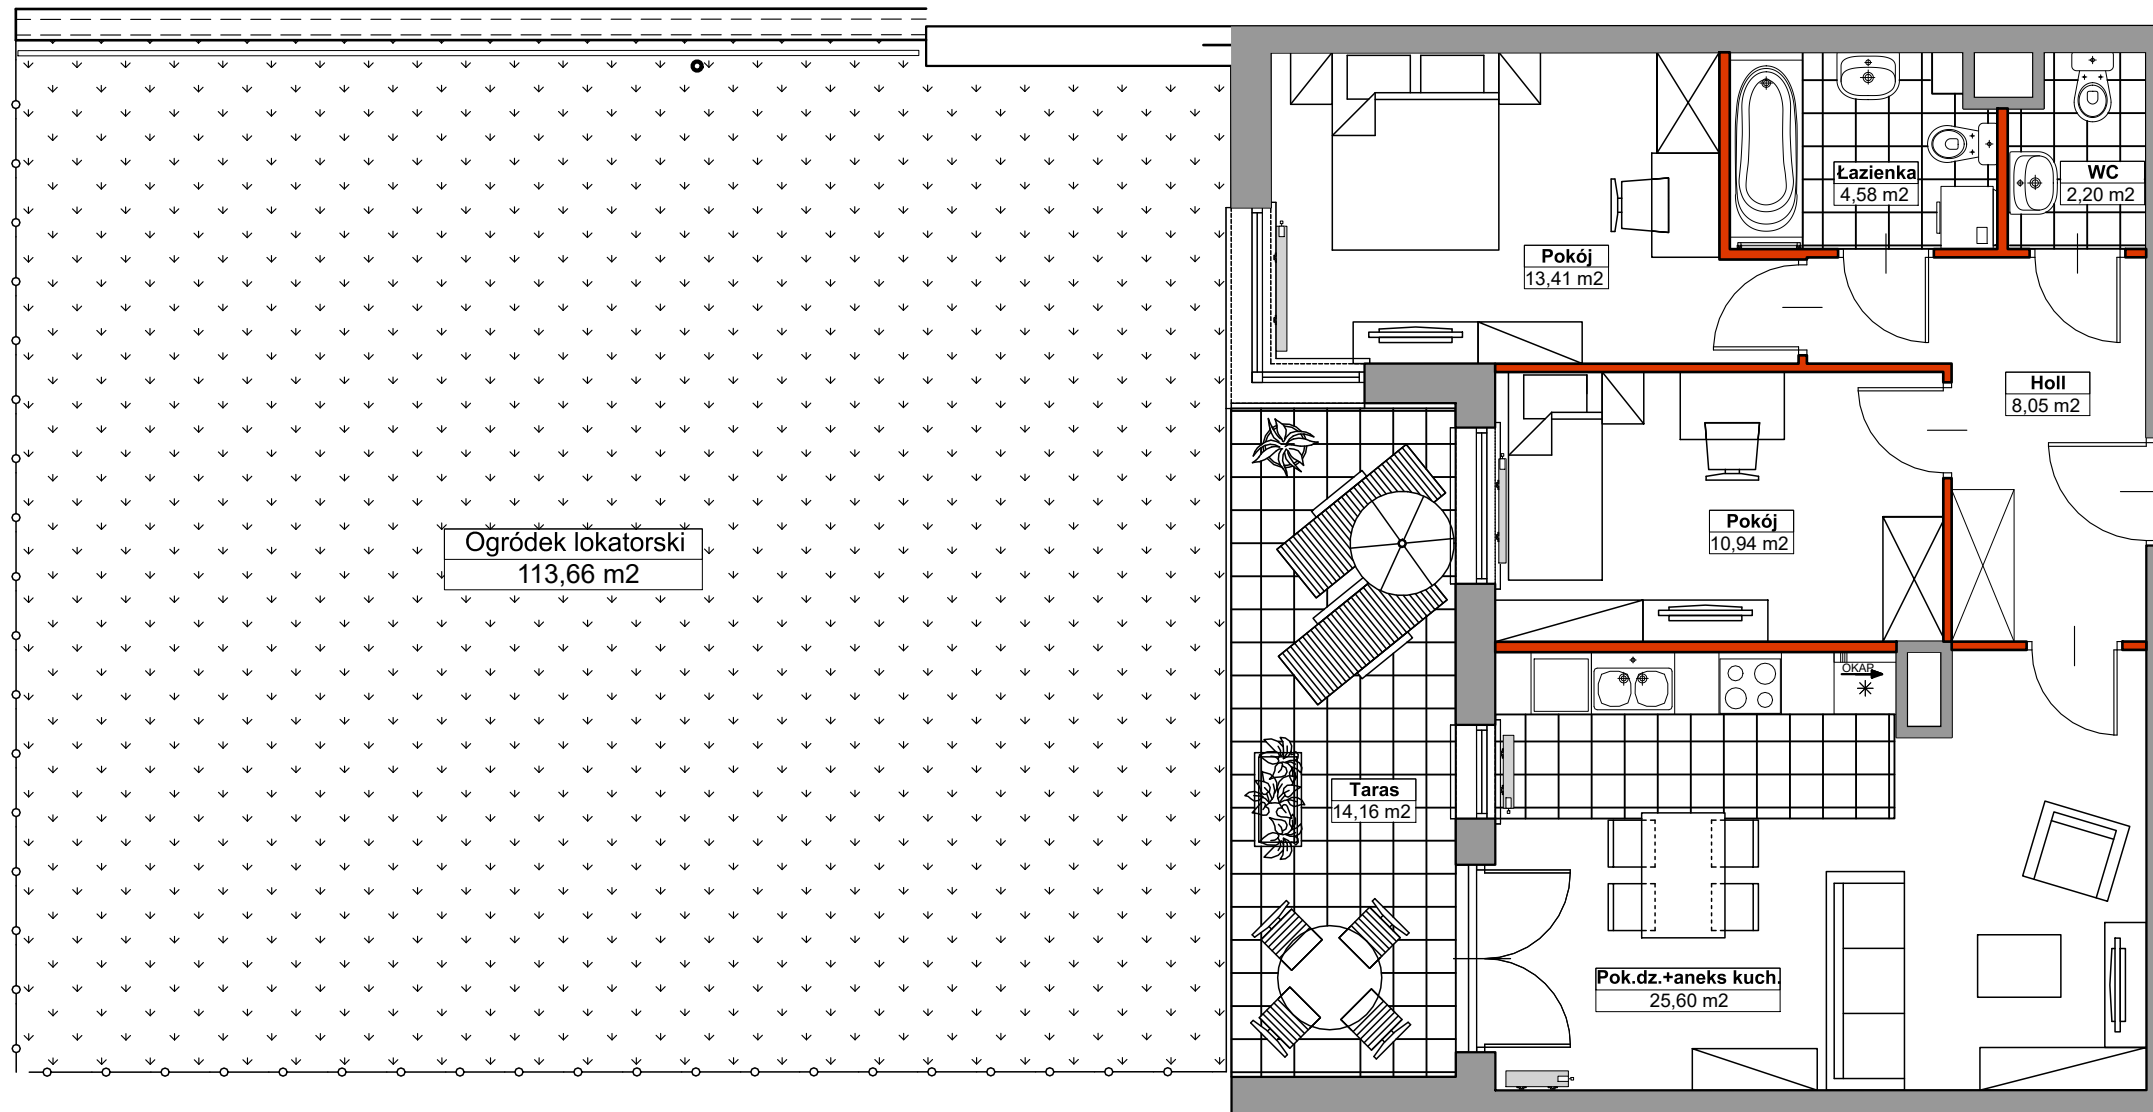 Łazienka
4,58 m2
WC
2,20 m2
Pokój
13,41 m2
Holl
8,05 m2
Pokój
10,94 m2
Ogródek lokatorski
113,66 m2
OKAP
Taras
14,16 m2
Pok.dz.+aneks kuch.
25,60 m2